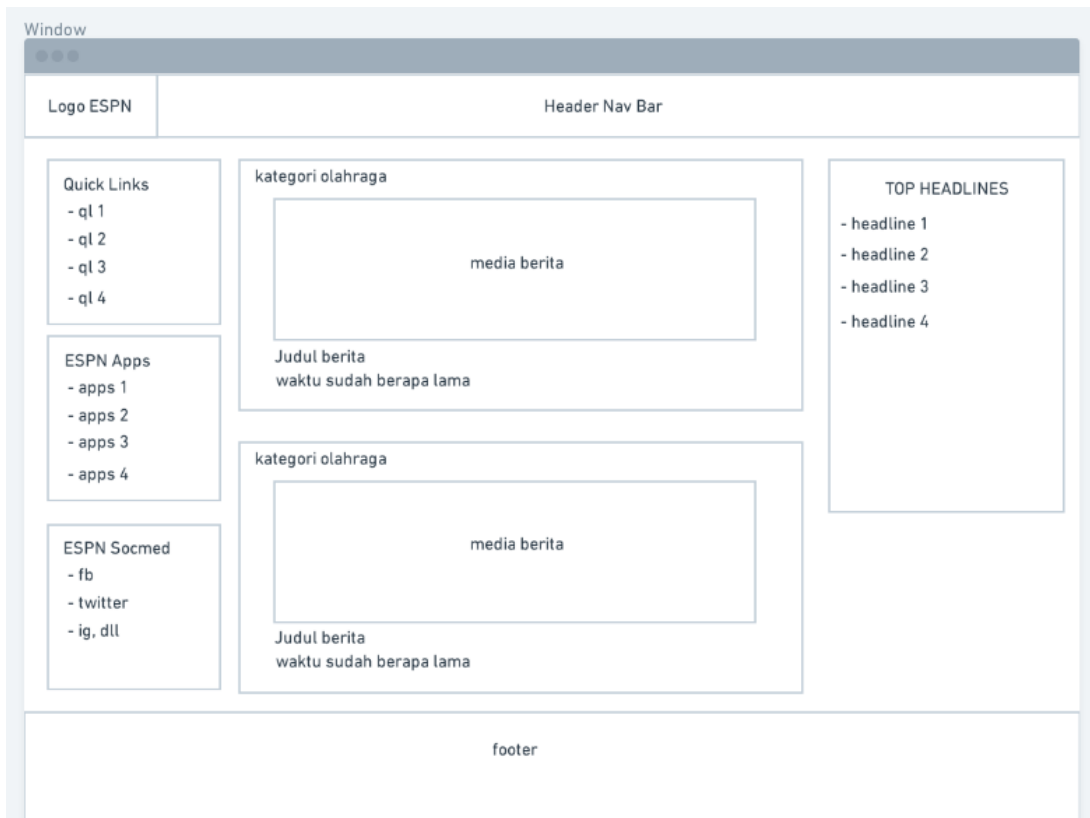 Window
Logo ESPN
Header Nav Bar
Quick Links
- ql 1
- ql 2
- ql 3
- ql 4
ESPN Apps
- apps 1
- apps 2
- apps 3
- apps 4
ESPN Socmed
- fb
- twitter
- ig, dll
kategori olahraga
media berita
Judul berita
waktu sudah berapa lama
kategori olahraga
media berita
Judul berita
waktu sudah berapa lama
TOP HEADLINES
- headline 1
- headline 2
- headline 3
- headline 4
footer